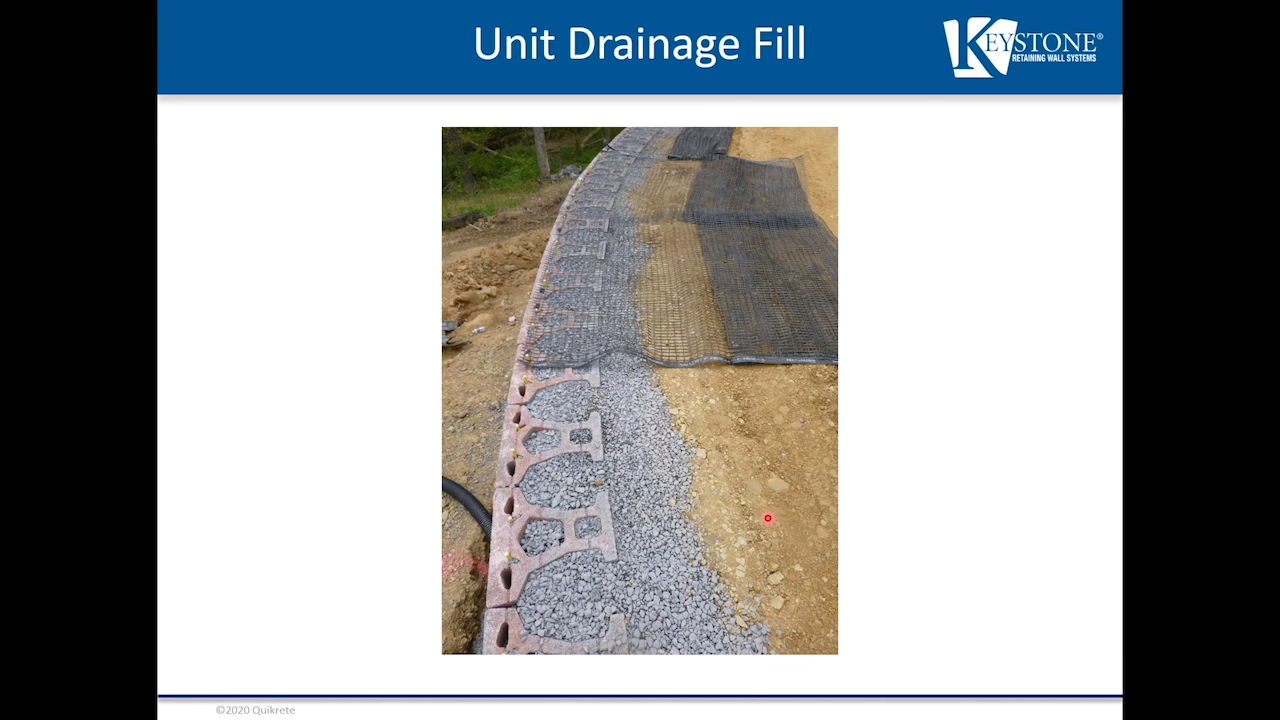 Unit Drainage Fill
KEYSTONE®
RETAINING WALL SYSTEMS
©2020 Quikrete